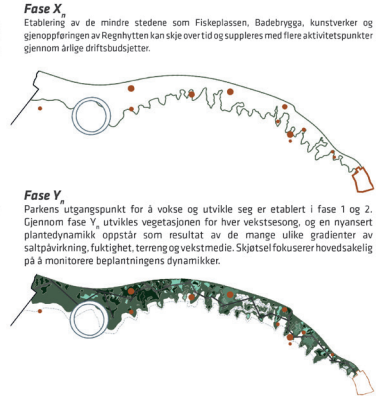 Fase Xn
Etablering av de mindre stedene som Fiskeplassen, Badebrygga, kunstverker og
gjenoppføringen av Regnhytten kan skje over tid og suppleres med flere aktivitetspunkter
gjennom årlige driftsbudsjetter.
Fase Yn
Parkens utgangspunkt for å vokse og utvikle seg er etablert i fase 1 og 2.
Gjennom fase Yn utvikles vegetasjonen for hver vekstsesong, og en nyansert
plantedynamikk oppstår som resultat av de mange ulike gradienter av
saltpåvirkning, fuktighet, terreng og vekstmedie. Skjøtsel fokuserer hovedsakelig
på å monitorere beplantningens dynamikker.